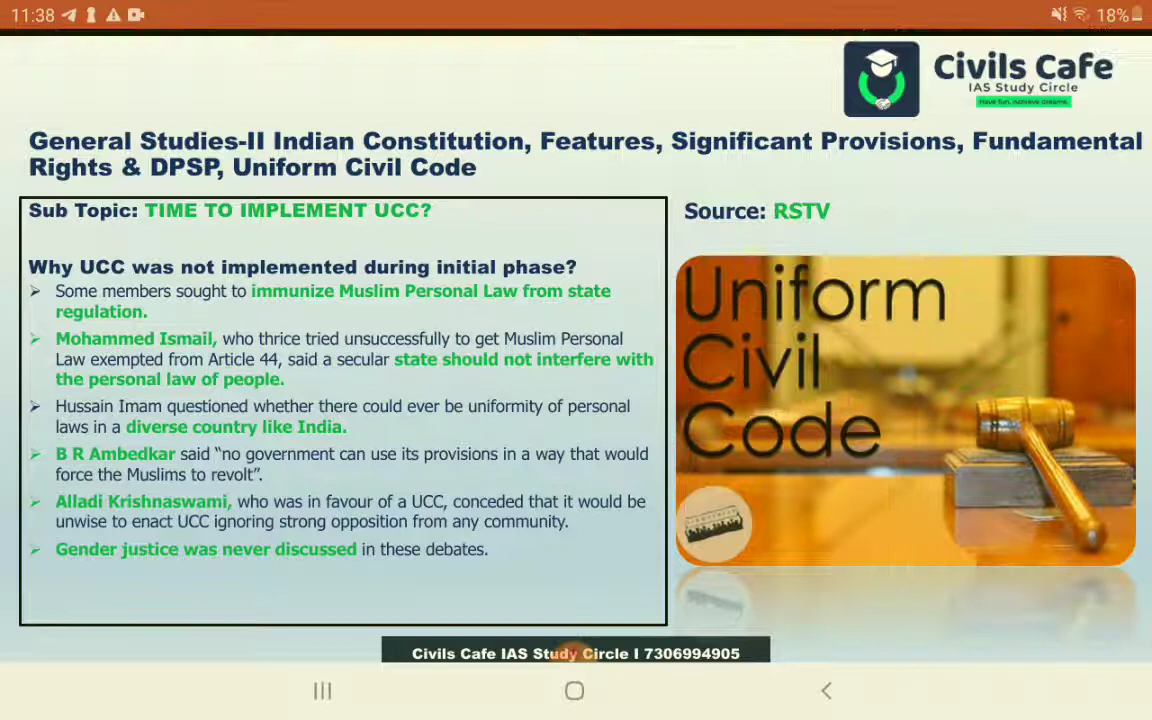 11:38
18%
Civils Cafe
IAS Study Circle
Have fun, Achieve dreams.
General Studies-II Indian Constitution, Features, Significant Provisions, Fundamental
Rights & DPSP, Uniform Civil Code
Sub Topic: TIME TO IMPLEMENT UCC?
Source: RSTV
Why UCC was not implemented during initial phase?
Some members sought to immunize Muslim Personal Law from state
regulation.
Mohammed Ismail, who thrice tried unsuccessfully to get Muslim Personal
Law exempted from Article 44, said a secular state should not interfere with
the personal law of people.
Hussain Imam questioned whether there could ever be uniformity of personal
laws in a diverse country like India.
B R Ambedkar said “no government can use its provisions in a way that would
force the Muslims to revolt”.
Alladi Krishnaswami, who was in favour of a UCC, conceded that it would be
unwise to enact UCC ignoring strong opposition from any community.
Gender justice was never discussed in these debates.
Uniform
Civil
Code
Civils Cafe IAS Study Circle I 7306994905